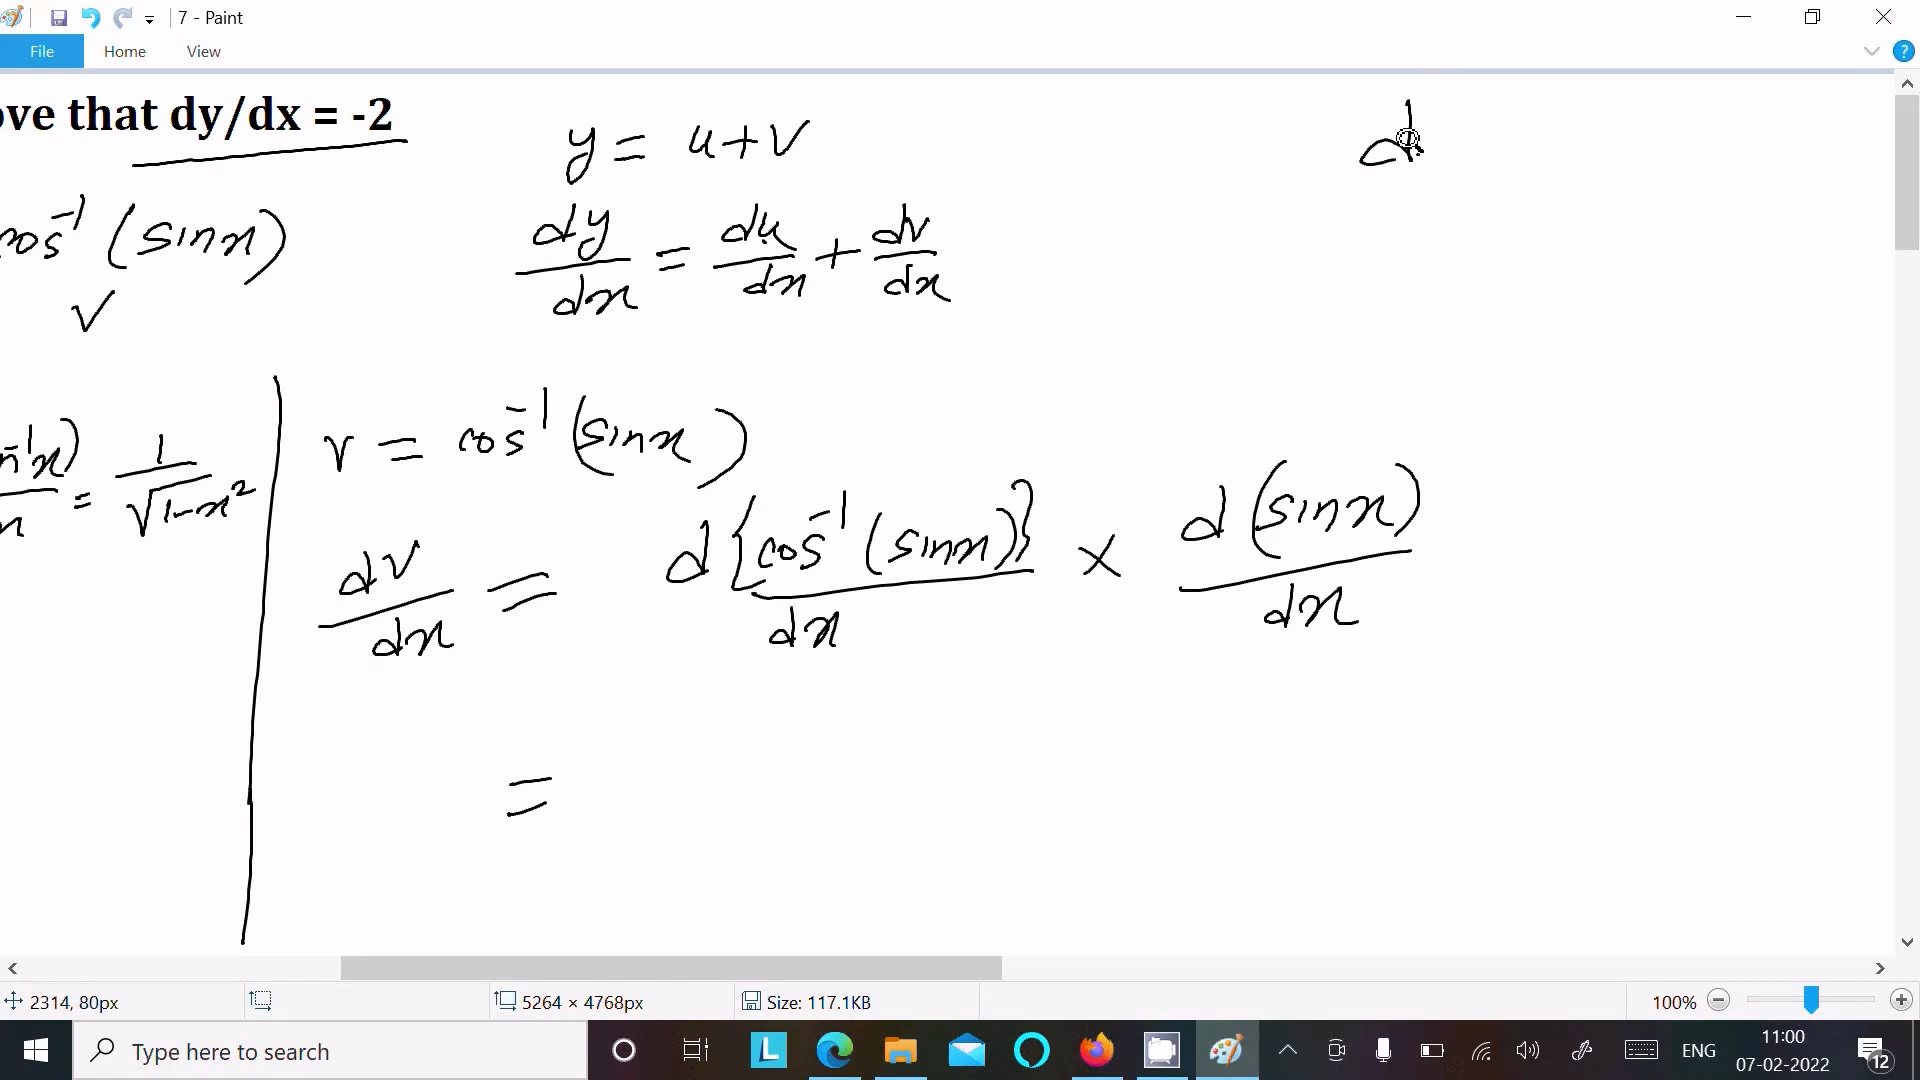 7 - Paint
File Home View
ove that dy/dx = -2
y = u+v
d
cos⁻¹ (sinx)
dy/dx = du/dx + dv/dx
v
v = cos⁻¹ (sinx)
n⁻¹x) = 1/√1-x²
dv/dx = d{cos⁻¹(sinx)}/dx × d(sinx)/dx
=
2314, 80px 5264 × 4768px Size: 117.1KB 100%
Type here to search L ENG 11:00
07-02-2022 12